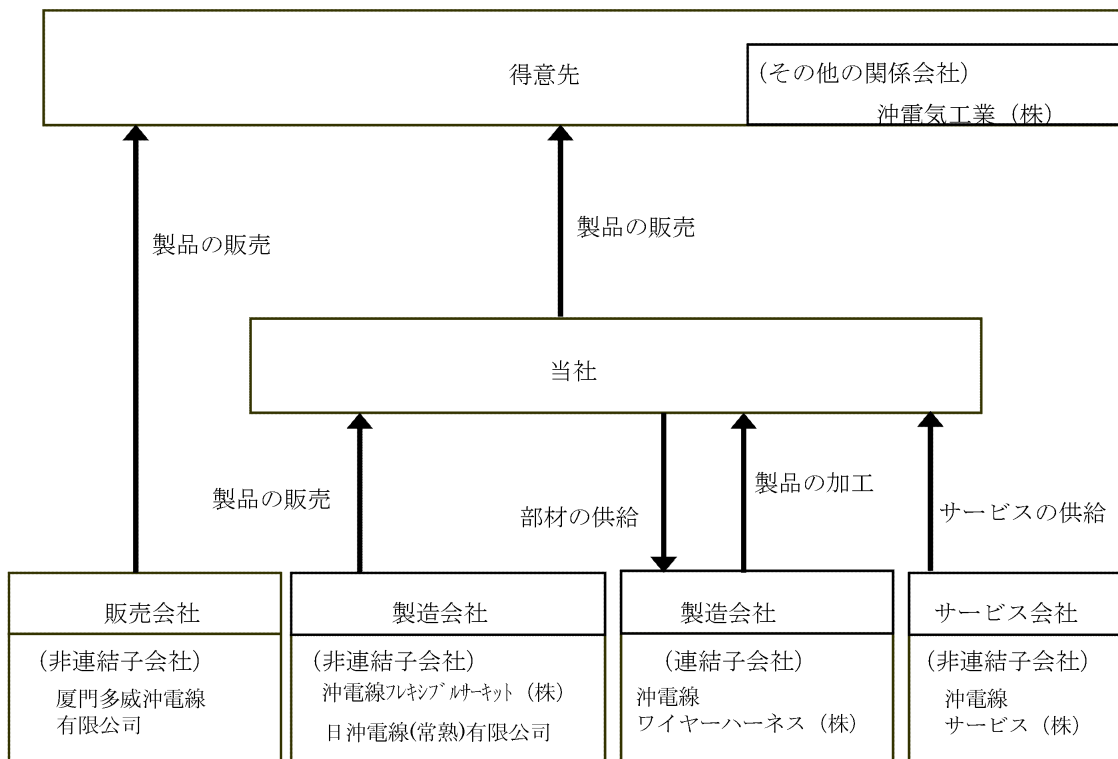 得意先
(その他の関係会社)
沖電気工業(株)
製品の販売
製品の販売
当社
製品の販売
部材の供給
製品の加工
サービスの供給
販売会社
(非連結子会社)
厦門多威沖電線
有限公司
製造会社
(非連結子会社)
沖電線ﾌﾚｷｼﾌﾞﾙｻｰｷｯﾄ(株)
日沖電線(常熟)有限公司
製造会社
(連結子会社)
沖電線
ワイヤーハーネス(株)
サービス会社
(非連結子会社)
沖電線
サービス(株)